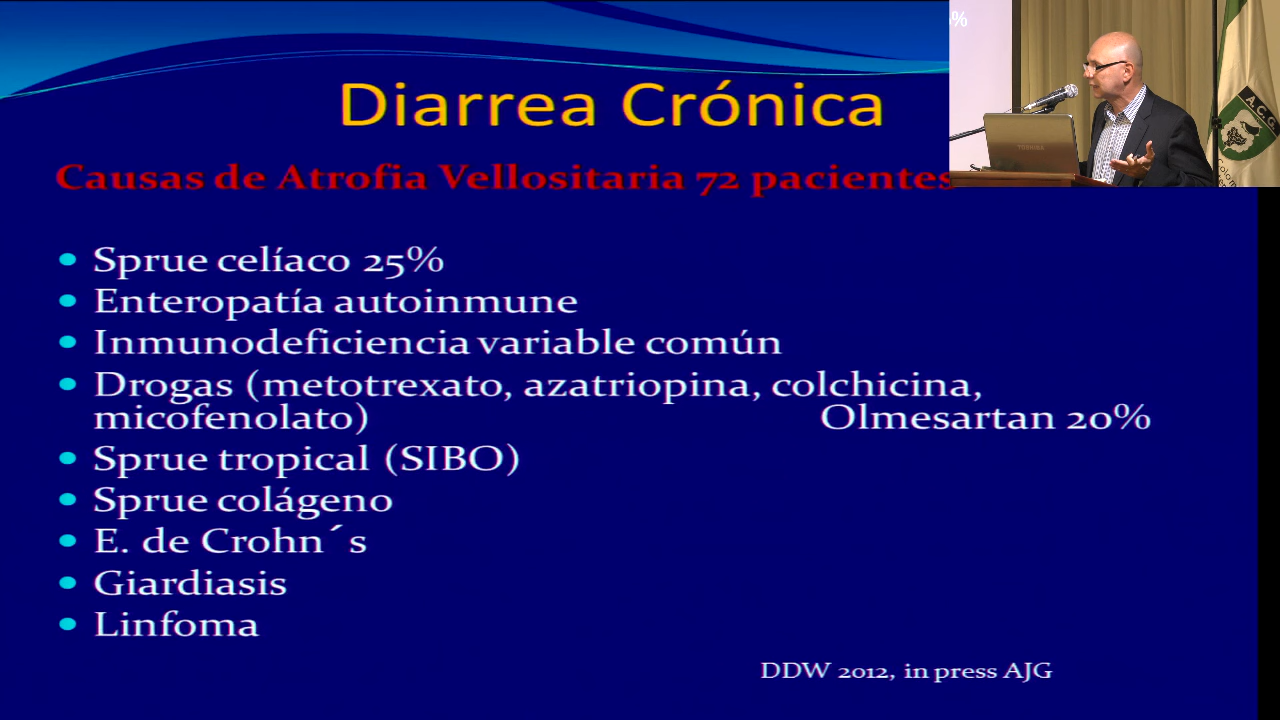 %
Diarrea Crónica
Causas de Atrofia Vellositaria 72 pacientes
• Sprue celíaco 25%
• Enteropatía autoinmune
• Inmunodeficiencia variable común
• Drogas (metotrexato, azatriopina, colchicina,
micofenolato) Olmesartan 20%
• Sprue tropical (SIBO)
• Sprue colágeno
• E. de Crohn´s
• Giardiasis
• Linfoma
DDW 2012, in press AJG
TOSHIBA
A.C.G.